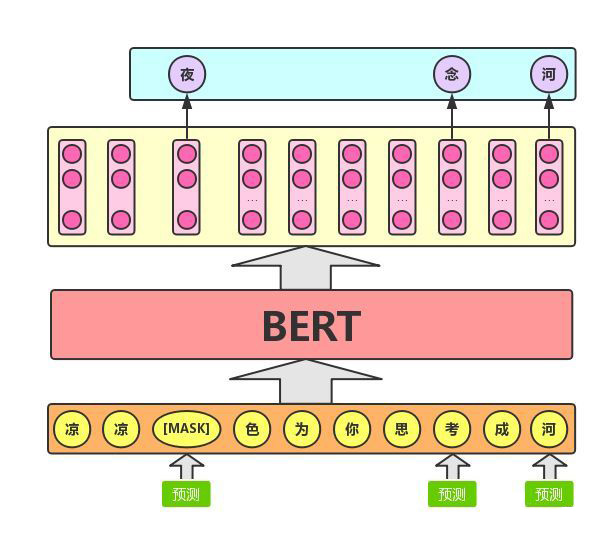 夜 念 河
... ... ... ... ... ... ...
BERT
凉 凉 [MASK] 色 为 你 思 考 成 河
预测 预测 预测